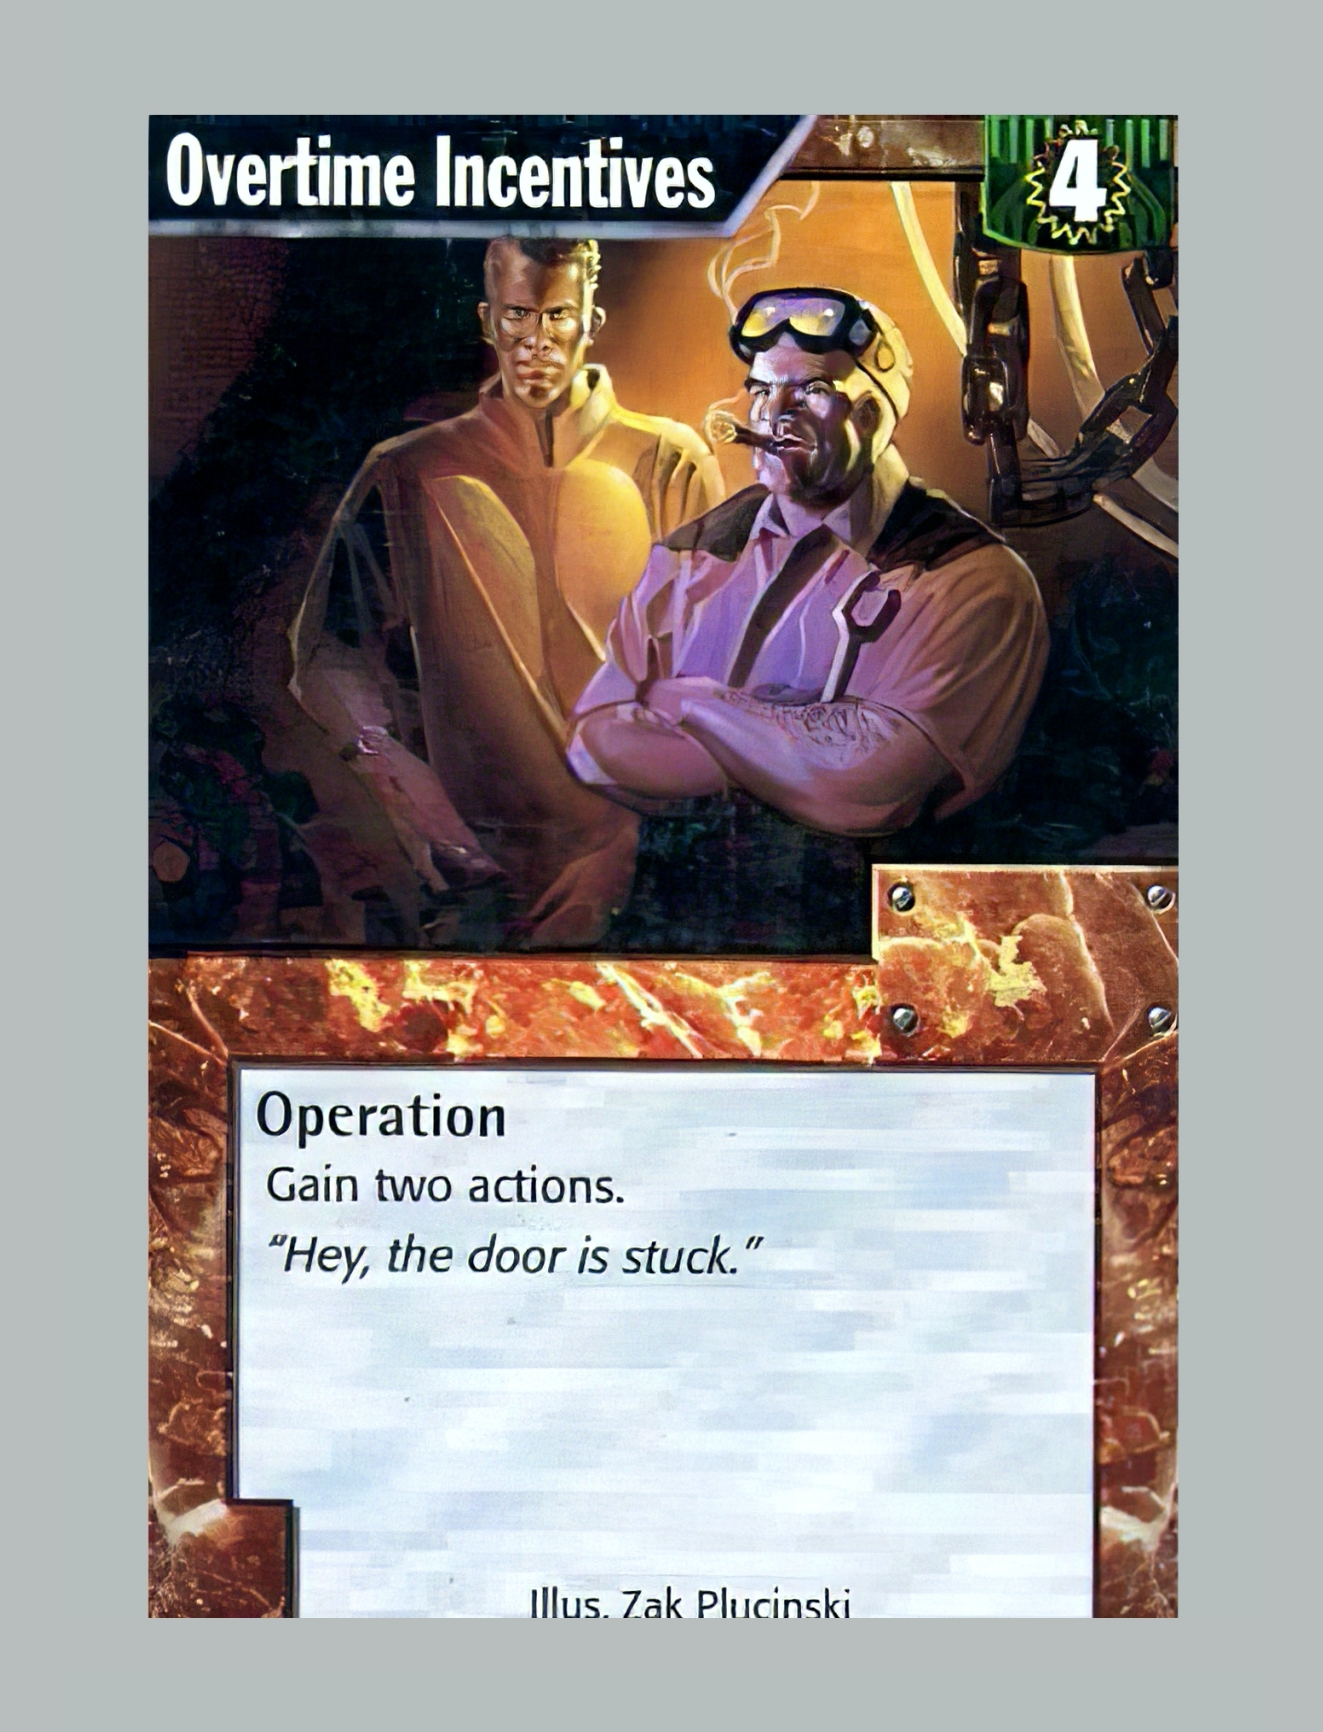 Overtime Incentives
4
Operation
Gain two actions.
"Hey, the door is stuck."
Illus. Zak Plucinski